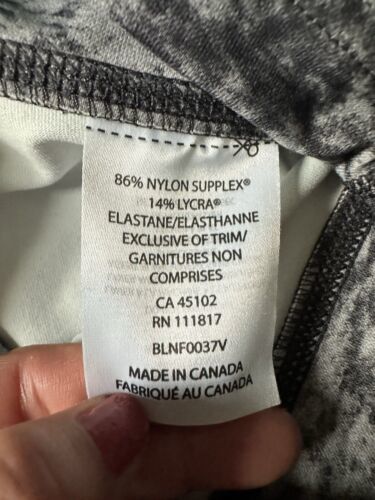 86% NYLON SUPPLEX®
14% LYCRA®
ELASTANE/ELASTHANNE
EXCLUSIVE OF TRIM/
GARNITURES NON
COMPRISES
CA 45102
RN 111817
BLNF0037V
MADE IN CANADA
FABRIQUÉ AU CANADA